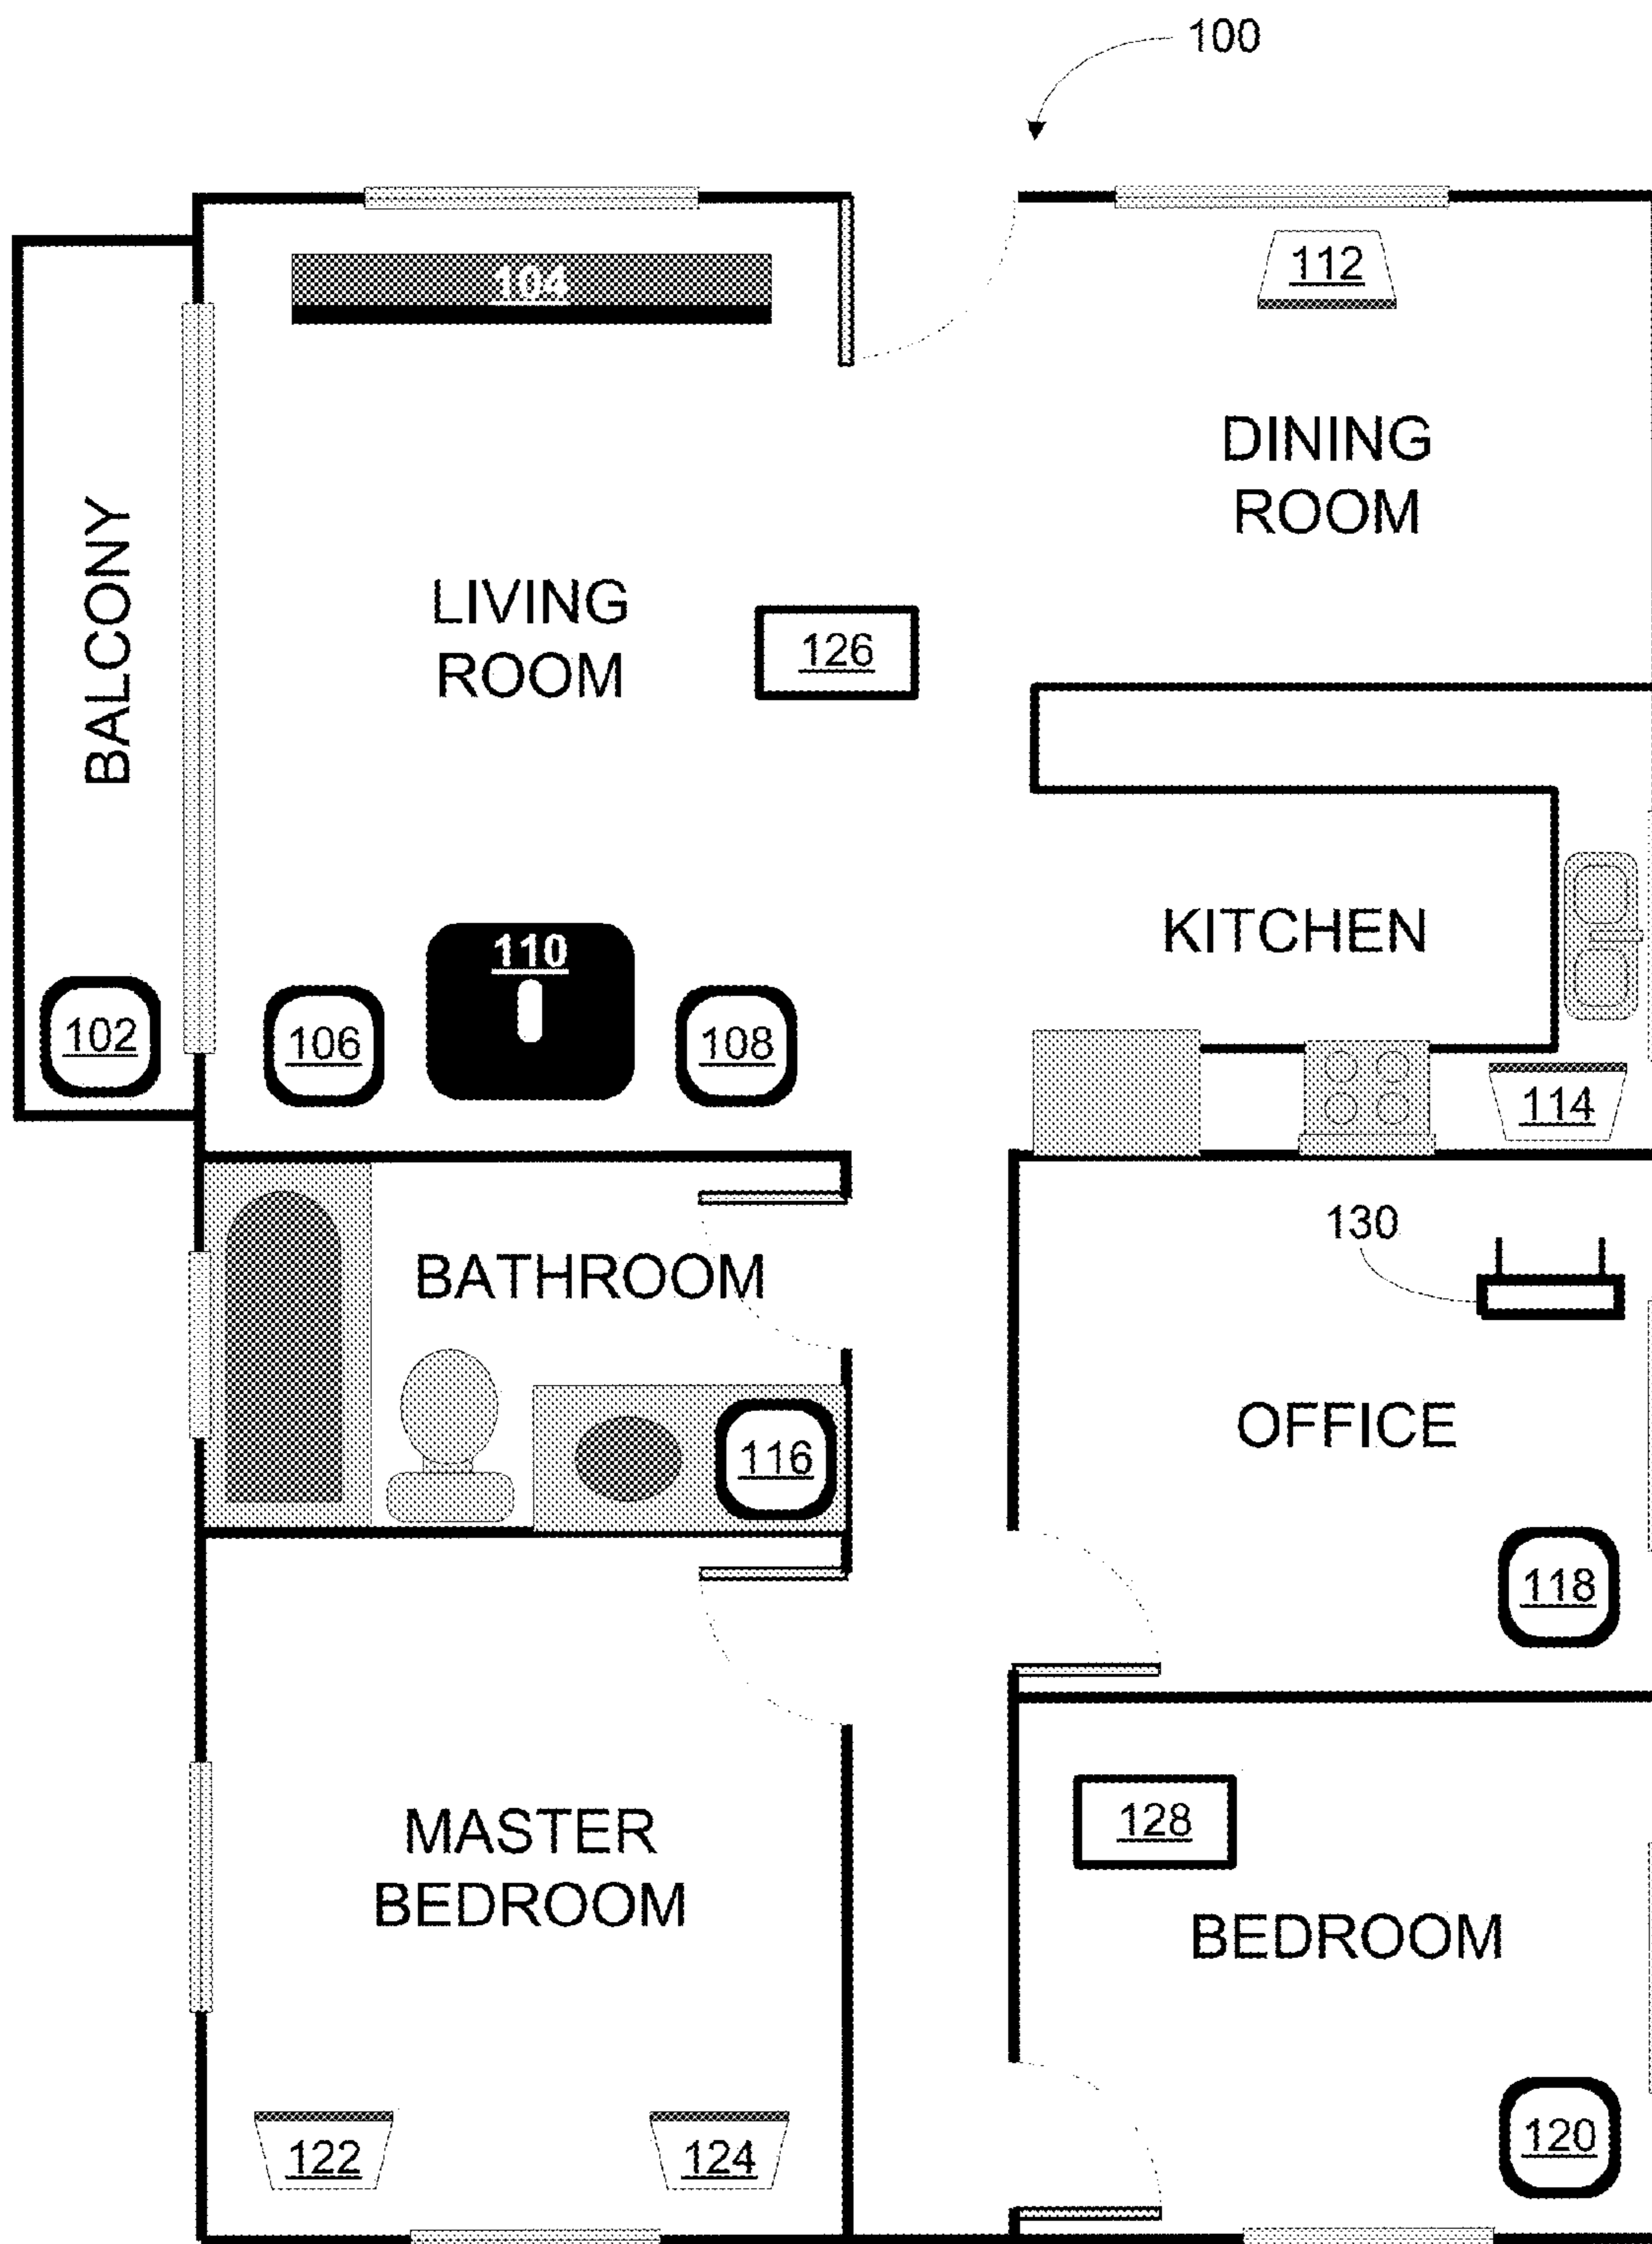 100
104
112
DINING
ROOM
BALCONY
LIVING
ROOM
126
110
KITCHEN
102
106
108
114
130
BATHROOM
OFFICE
116
118
128
MASTER
BEDROOM
BEDROOM
122
124
120